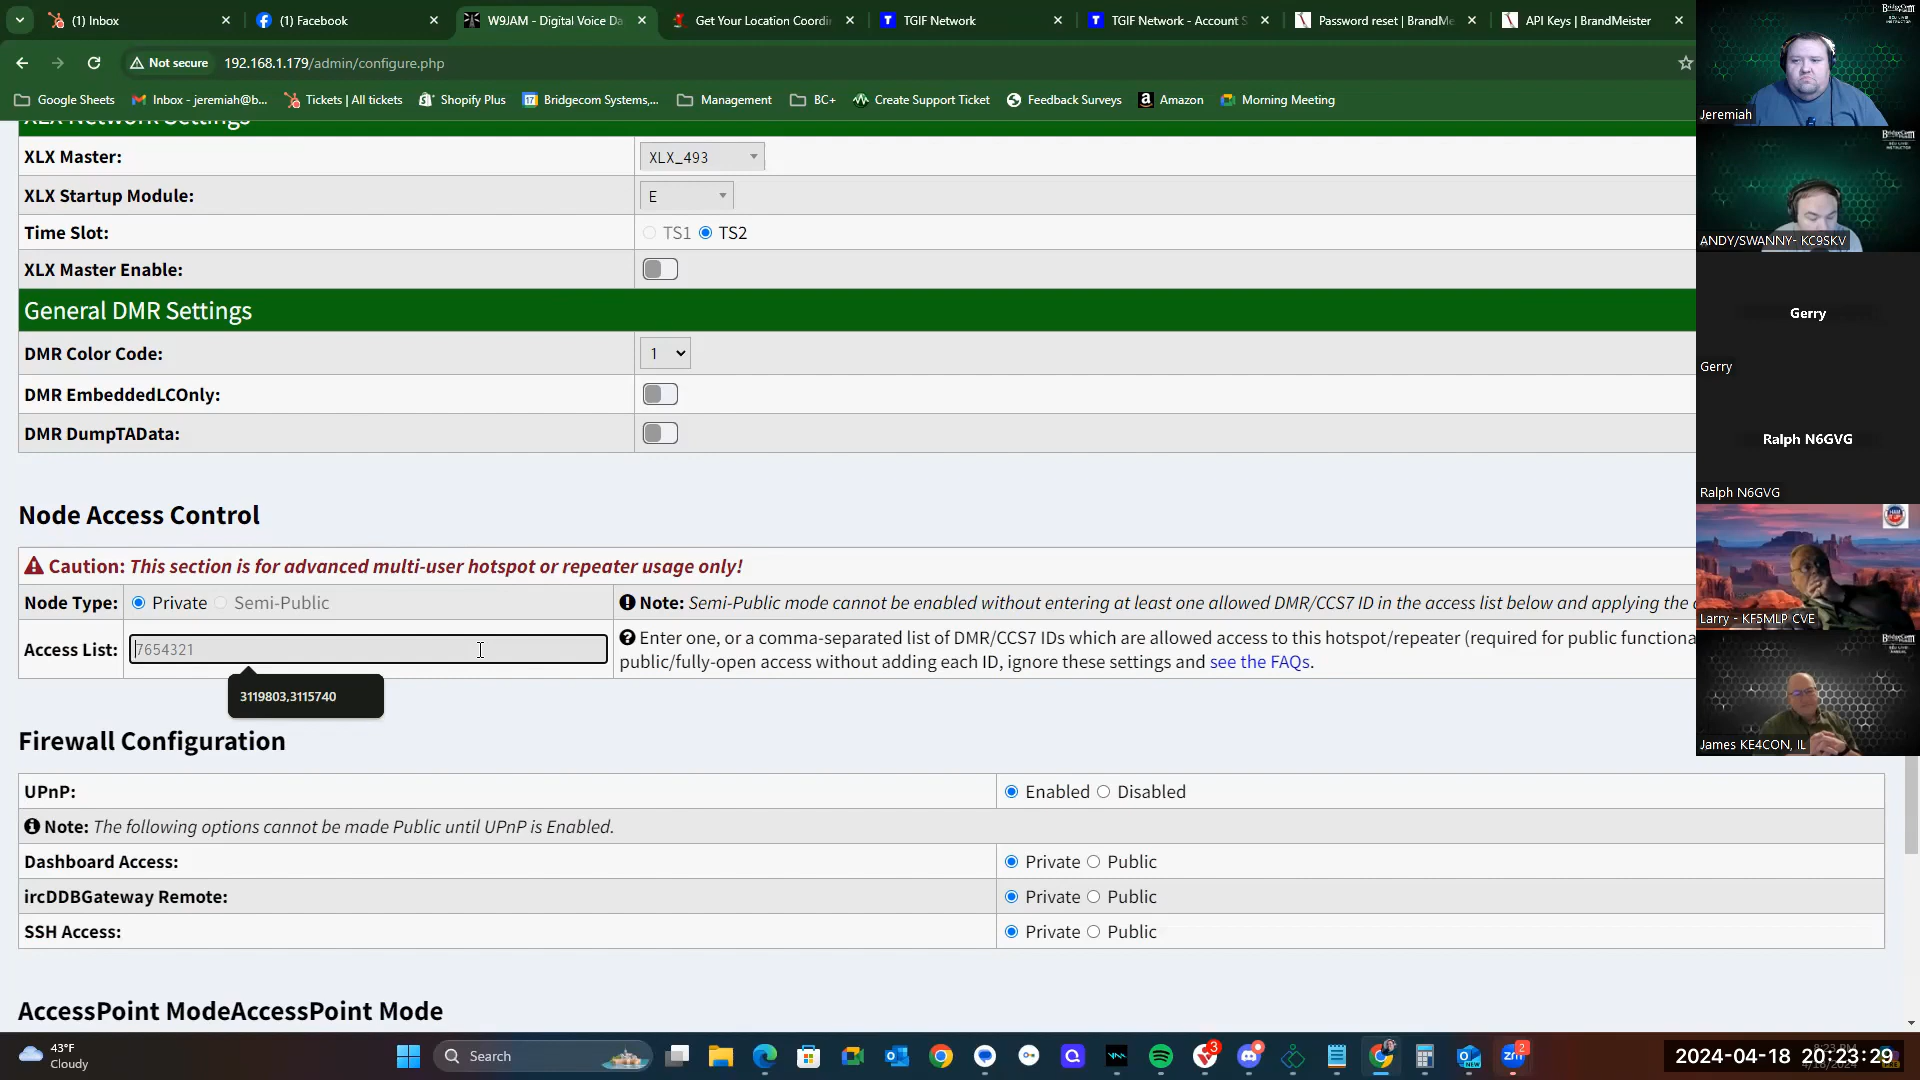 (1) Inbox
(1) Facebook
W9JAM - Digital Voice Da
Get Your Location Coordi
TGIF Network
TGIF Network - Account S
Password reset | BrandMe
API Keys | BrandMeister
Not secure
192.168.1.179/admin/configure.php
Google Sheets
Inbox - jeremiah@b...
Tickets | All tickets
Shopify Plus
Bridgecom Systems,...
Management
BC+
Create Support Ticket
Feedback Surveys
Amazon
Morning Meeting
XLX Network Settings
XLX Master:
XLX_493
XLX Startup Module:
E
Time Slot:
TS1 TS2
XLX Master Enable:
General DMR Settings
DMR Color Code:
1
DMR EmbeddedLCOnly:
DMR DumpTAData:
Node Access Control
Caution: This section is for advanced multi-user hotspot or repeater usage only!
Node Type:
Private Semi-Public
Note: Semi-Public mode cannot be enabled without entering at least one allowed DMR/CCS7 ID in the access list below and applying the
Access List:
7654321
Enter one, or a comma-separated list of DMR/CCS7 IDs which are allowed access to this hotspot/repeater (required for public functiona
public/fully-open access without adding each ID, ignore these settings and see the FAQs.
3119803,3115740
Firewall Configuration
UPnP:
Enabled Disabled
Note: The following options cannot be made Public until UPnP is Enabled.
Dashboard Access:
Private Public
ircDDBGateway Remote:
Private Public
SSH Access:
Private Public
AccessPoint ModeAccessPoint Mode
Jeremiah
ANDY/SWANNY- KC9SKV
Gerry
Gerry
Ralph N6GVG
Ralph N6GVG
Larry - KF5MLP CVE
James KE4CON, IL
43°F
Cloudy
Search
3
2
2024-04-18 20:23:29